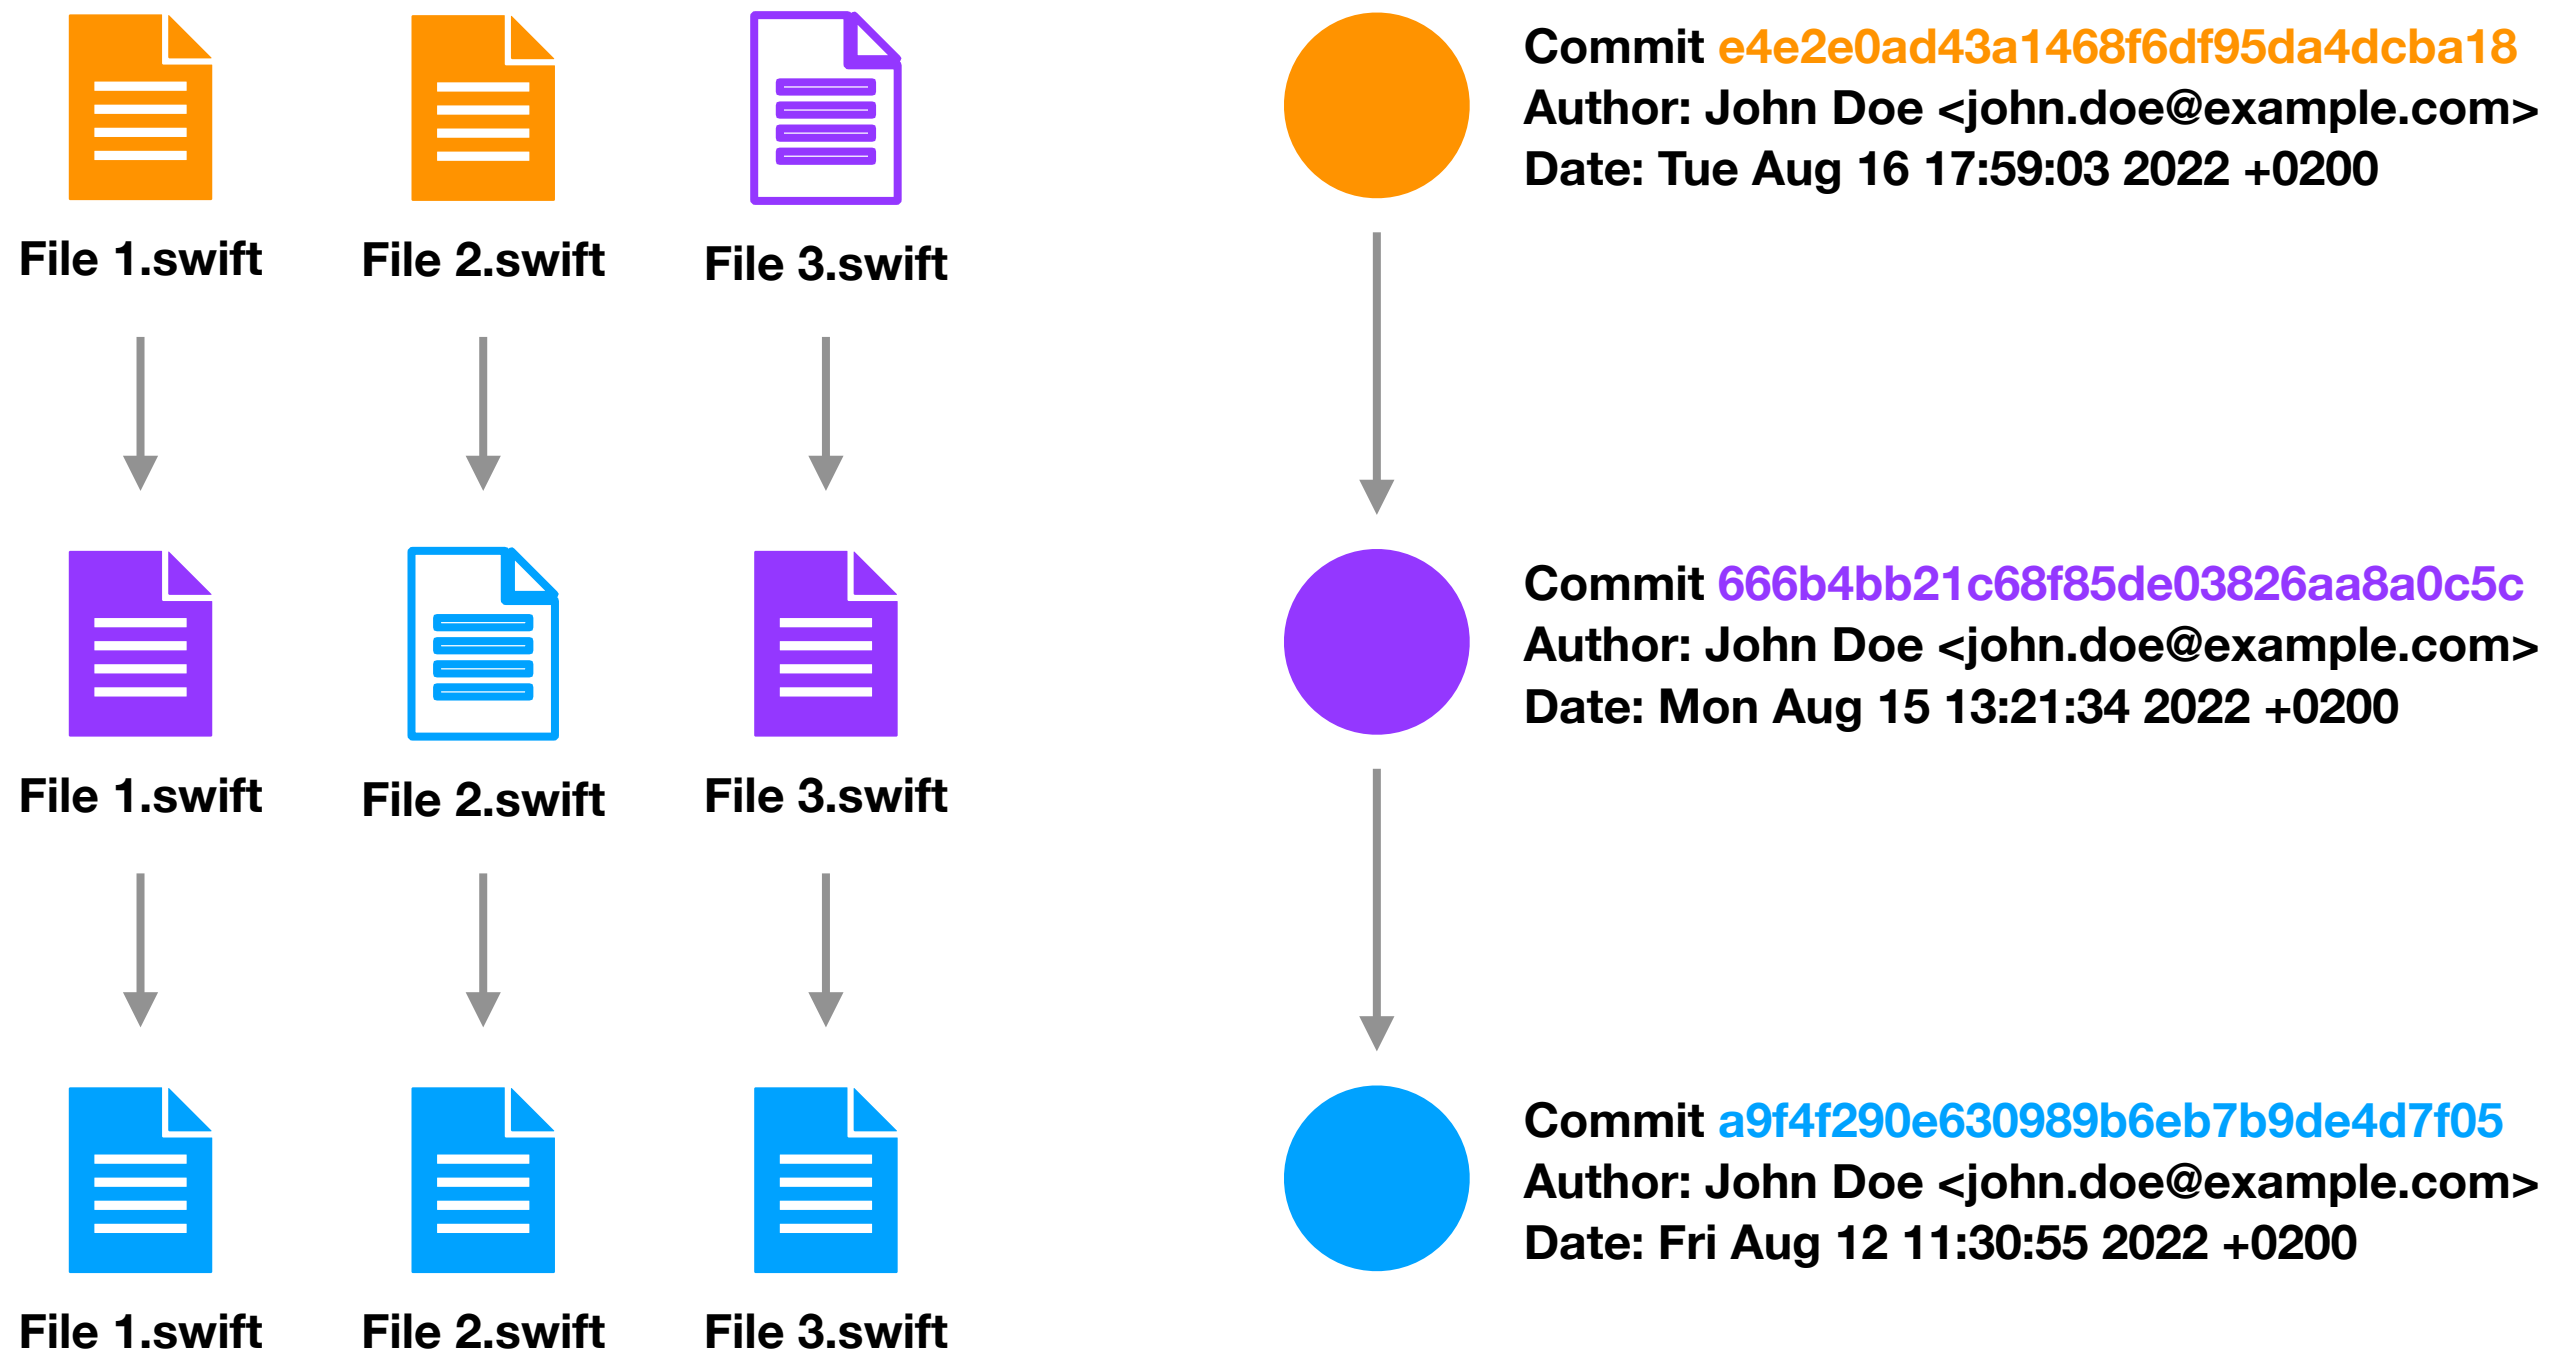 File 1.swift
File 2.swift
File 3.swift
Commit e4e2e0ad43a1468f6df95da4dcba18
Author: John Doe <john.doe@example.com>
Date: Tue Aug 16 17:59:03 2022 +0200
File 1.swift
File 2.swift
File 3.swift
Commit 666b4bb21c68f85de03826aa8a0c5c
Author: John Doe <john.doe@example.com>
Date: Mon Aug 15 13:21:34 2022 +0200
File 1.swift
File 2.swift
File 3.swift
Commit a9f4f290e630989b6eb7b9de4d7f05
Author: John Doe <john.doe@example.com>
Date: Fri Aug 12 11:30:55 2022 +0200